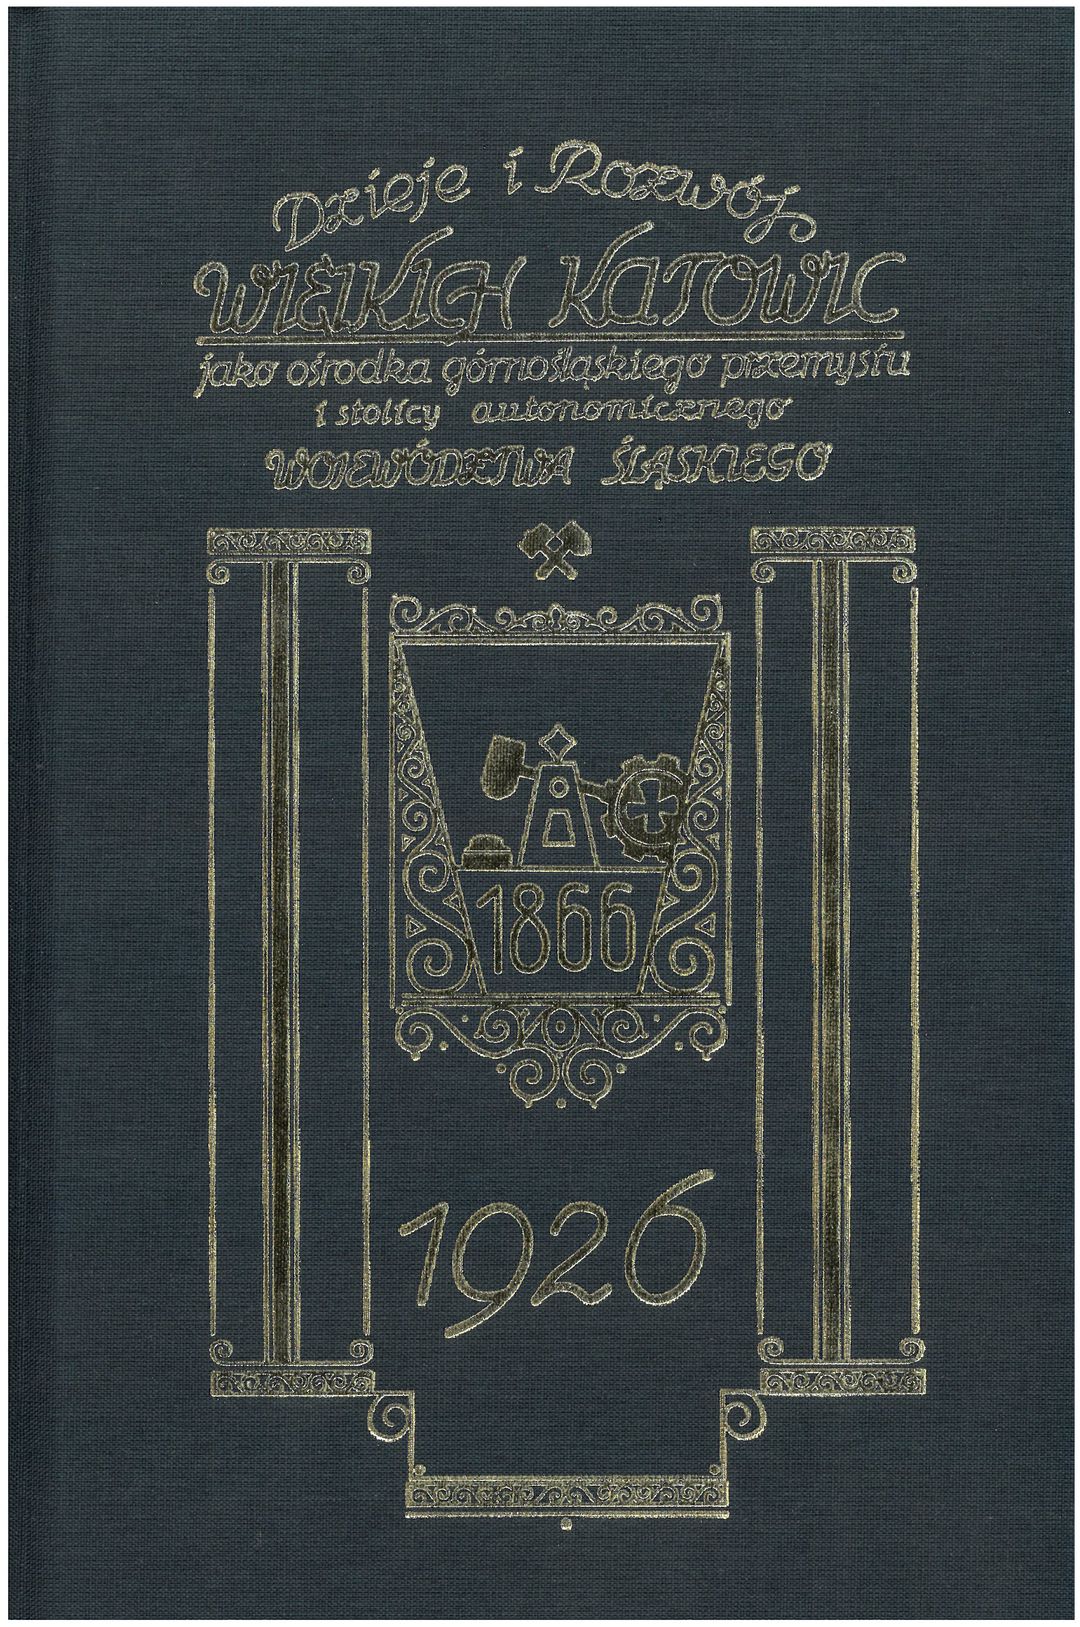 Dzieje i Rozwój
WIELKICH KATOWIC
jako ośrodka górnośląskiego przemysłu
i stolicy autonomicznego
WOJEWÓDZTWA ŚLĄSKIEGO
1866
1926